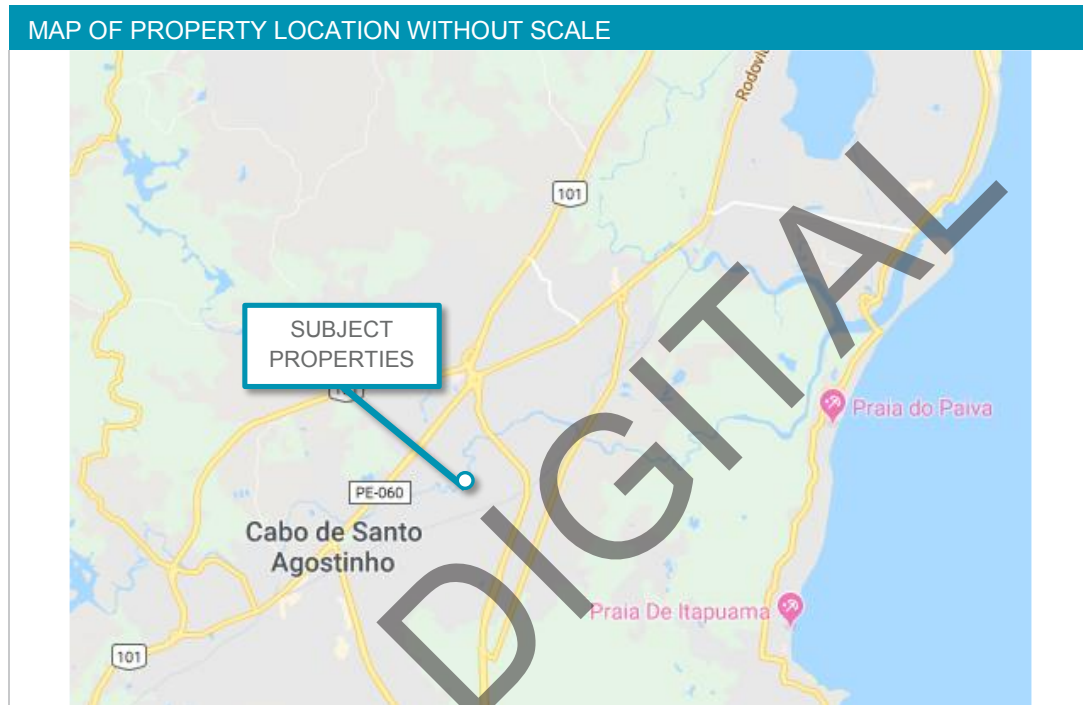 MAP OF PROPERTY LOCATION WITHOUT SCALE
Rodovi
101
SUBJECT
PROPERTIES
Praia do Paiva
PE-060
Cabo de Santo
Agostinho
Praia De Itapuama
101
DIGITAL